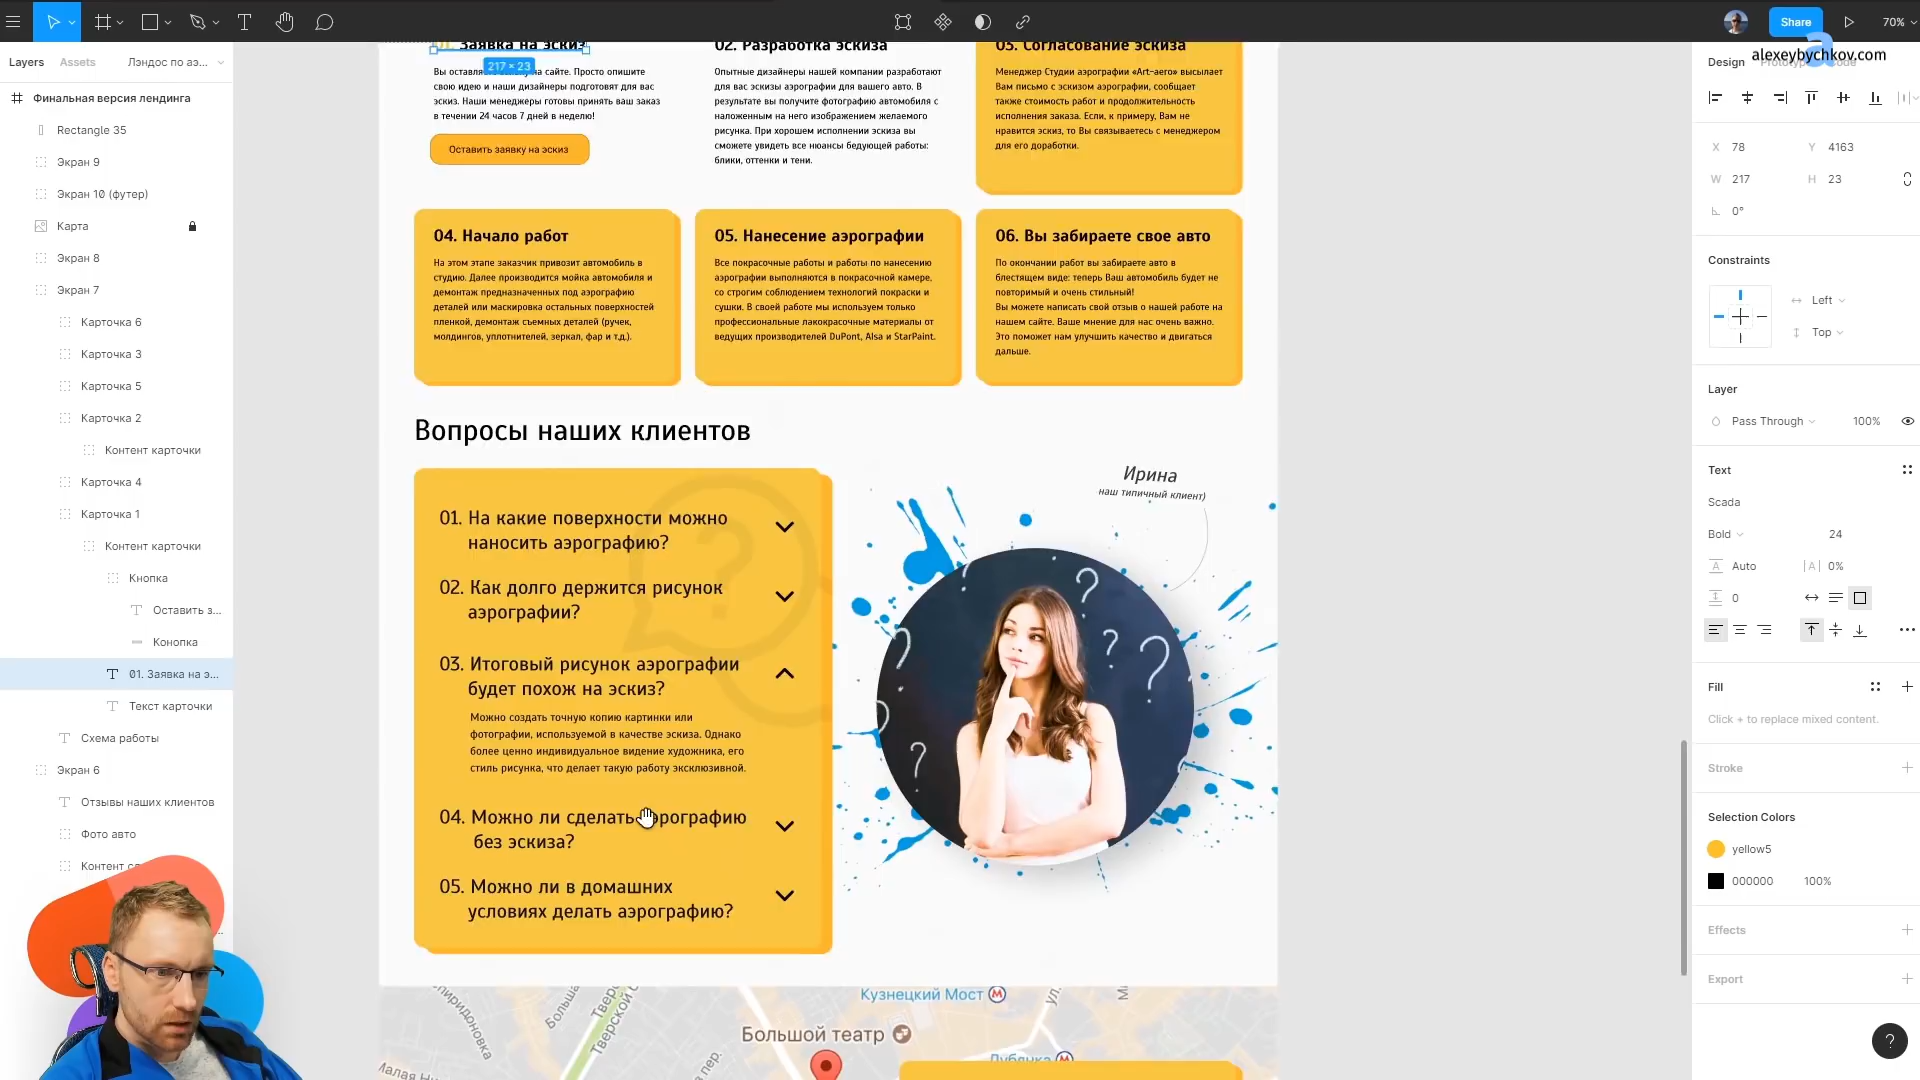 Share
70%
Layers
Assets
Лэндос по аэ...
Финальная версия лендинга
Rectangle 35
Экран 9
Экран 10 (футер)
Карта
Экран 8
Экран 7
Карточка 6
Карточка 3
Карточка 5
Карточка 2
Контент карточки
Карточка 4
Карточка 1
Контент карточки
Кнопка
Оставить з...
Конопка
01. Заявка на э...
Текст карточки
Схема работы
Экран 6
Отзывы наших клиентов
Фото авто
01. Заявка на эскиз
217 × 23
на сайте. Просто опишите
свою идею и наши дизайнеры подготовят для вас
эскиз. Наши менеджеры готовы принять ваш заказ
в течении 24 часов 7 дней в неделю!
Оставить заявку на эскиз
02. Разработка эскиза
Опытные дизайнеры нашей компании разработают
для вас эскизы аэрографии для вашего авто. В
результате вы получите фотографию автомобиля с
наложенным на него изображением желаемого
рисунка. При хорошем исполнении эскиза вы
сможете увидеть все нюансы бедующей работы:
блики, оттенки и тени.
03. Согласование эскиза
Менеджер Студии аэрографии «Art-aero» высылает
Вам письмо с эскизом аэрографии, сообщает
также стоимость работ и продолжительность
исполнения заказа. Если, к примеру, Вам не
нравится эскиз, то Вы связываетесь с менеджером
для его доработки.
04. Начало работ
На этом этапе заказчик привозит автомобиль в
студию. Далее производится мойка автомобиля и
демонтаж предназначенных под аэрографию
деталей или маскировка остальных поверхностей
пленкой, демонтаж съемных деталей (ручек,
молдингов, уплотнителей, зеркал, фар и т.д.).
05. Нанесение аэрографии
Все покрасочные работы и работы по нанесению
аэрографии выполняются в покрасочной камере,
со строгим соблюдением технологий покраски и
сушки. В своей работе мы используем только
профессиональные лакокрасочные материалы от
ведущих производителей DuPont, Alsa и StarPaint.
06. Вы забираете свое авто
По окончании работ вы забираете авто в
блестящем виде: теперь Ваш автомобиль будет не
повторимый и очень стильный!
Вы можете написать свой отзыв о нашей работе на
нашем сайте. Ваше мнение для нас очень важно.
Это поможет нам улучшить качество и двигаться
дальше.
Вопросы наших клиентов
01. На какие поверхности можно
наносить аэрографию?
02. Как долго держится рисунок
аэрографии?
03. Итоговый рисунок аэрографии
будет похож на эскиз?
Можно создать точную копию картинки или
фотографии, используемой в качестве эскиза. Однако
более ценно индивидуальное видение художника, его
стиль рисунка, что делает такую работу эксклюзивной.
04. Можно ли сделать аэрографию
без эскиза?
05. Можно ли в домашних
условиях делать аэрографию?
Ирина
наш типичный клиент)
Кузнецкий Мост
Большой театр
alexeybychkov.com
Design
X 78
Y 4163
W 217
H 23
0°
Constraints
Left
Top
Layer
Pass Through
100%
Text
Scada
Bold
24
Auto
0%
0
Fill
Click + to replace mixed content.
Stroke
Selection Colors
yellow5
000000
100%
Effects
Export
?